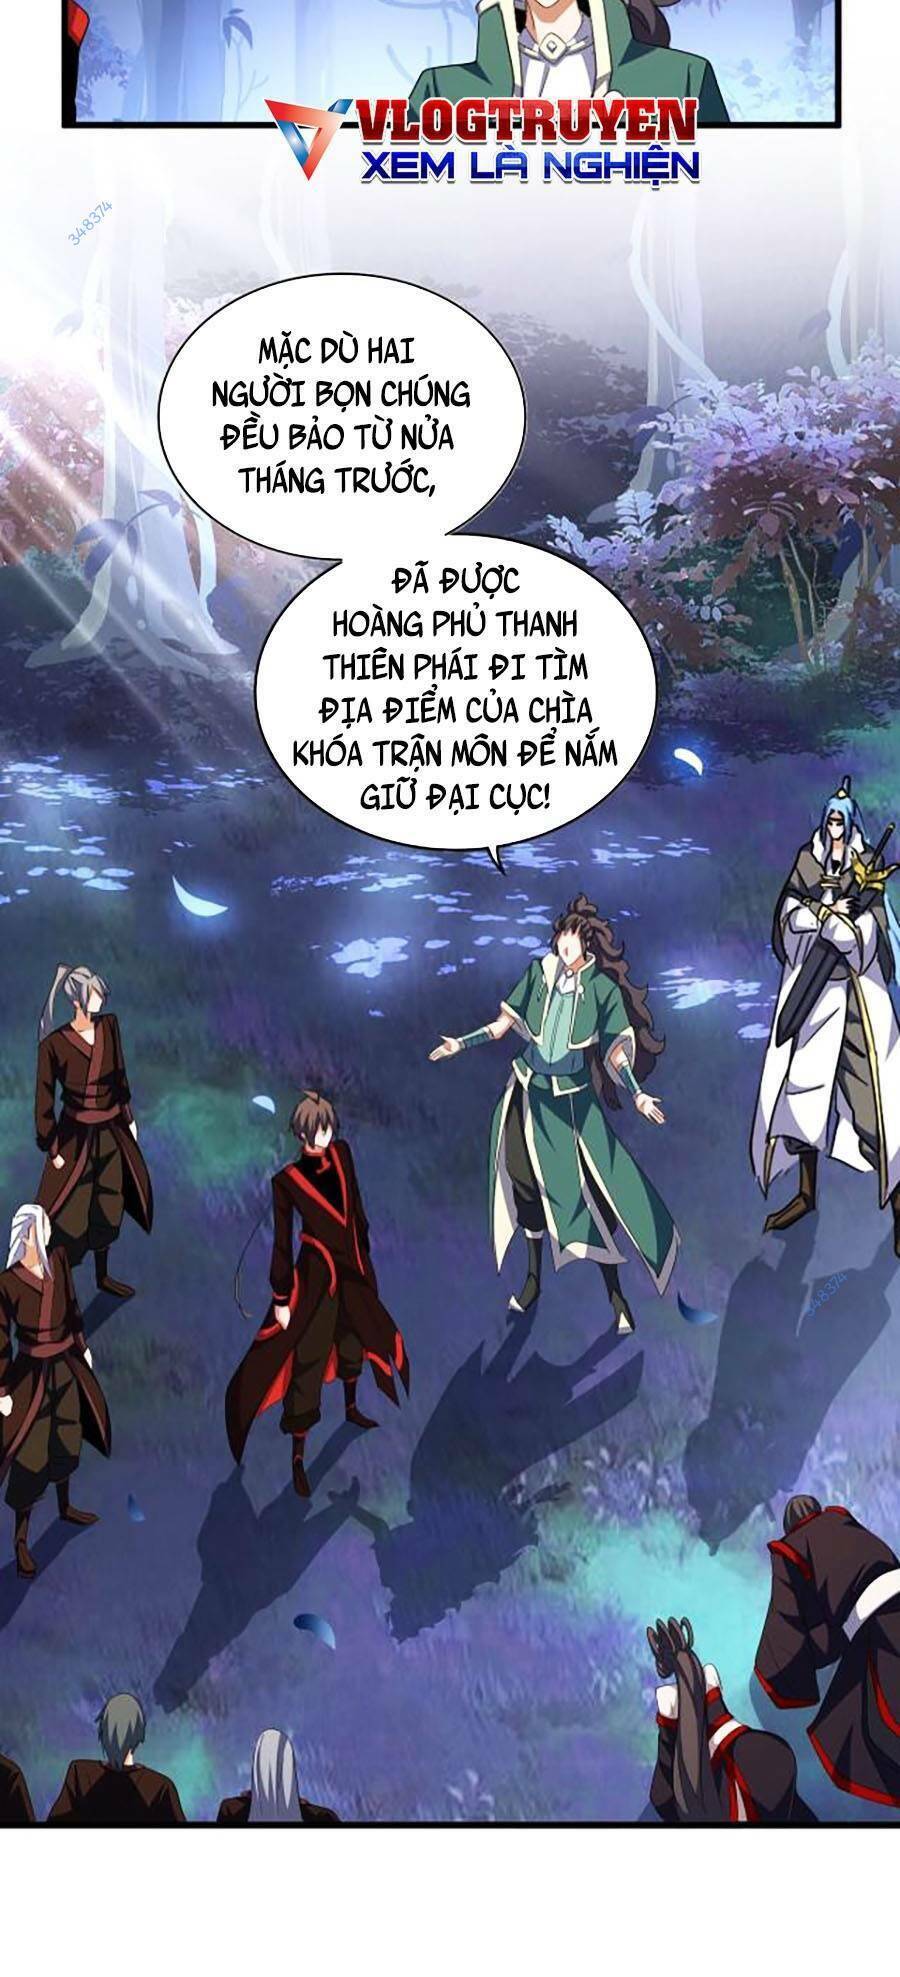 VLOGTRUYEN
XEM LÀ NGHIỆN
348374
MẶC DÙ HAI
NGƯỜI BỌN CHÚNG
ĐỀU BẢO TỪ NỬA
THÁNG TRƯỚC,
ĐÃ ĐƯỢC
HOÀNG PHỦ THANH
THIÊN PHÁI ĐI TÌM
ĐỊA ĐIỂM CỦA CHÌA
KHÓA TRẬN MÔN ĐỂ NẮM
GIỮ ĐẠI CỤC!
348374